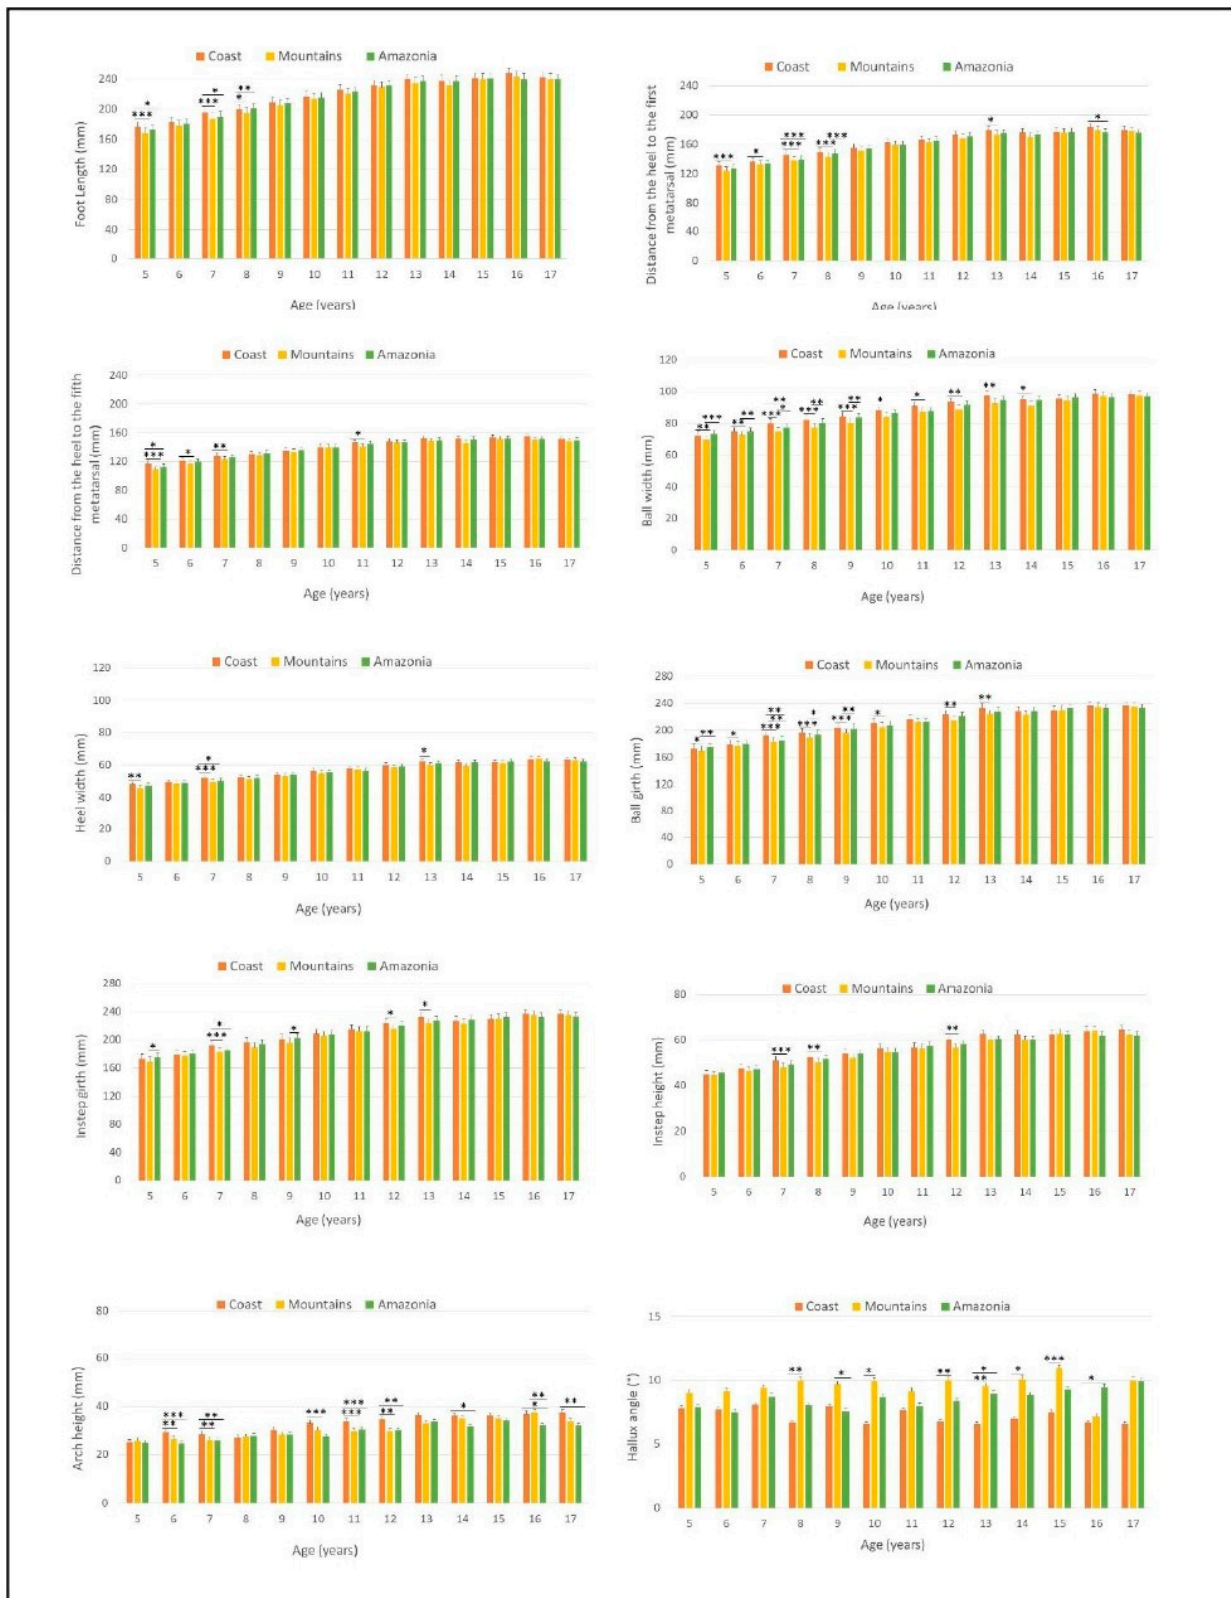 Coast Mountains Amazonia
Foot Length (mm)
240
200
160
120
80
40
0
* *** *** * * **
5 6 7 8 9 10 11 12 13 14 15 16 17
Age (years)
Coast Mountains Amazonia
Distance from the heel to the first
metatarsal (mm)
240
200
160
120
80
40
0
*** * *** *** *** *** * *
5 6 7 8 9 10 11 12 13 14 15 16 17
Age (years)
Coast Mountains Amazonia
Distance from the heel to the fifth
metatarsal (mm)
240
200
160
120
80
40
0
* *** * ** *
5 6 7 8 9 10 11 12 13 14 15 16 17
Age (years)
Coast Mountains Amazonia
Ball width (mm)
120
100
80
60
40
20
0
** *** ** ** *** ** * *** ** *** ** * * ** ** *
5 6 7 8 9 10 11 12 13 14 15 16 17
Age (years)
Coast Mountains Amazonia
Heel width (mm)
120
100
80
60
40
20
0
** *** * *
5 6 7 8 9 10 11 12 13 14 15 16 17
Age (years)
Coast Mountains Amazonia
Ball girth (mm)
280
240
200
160
120
80
40
0
* ** * ** ** *** *** * *** ** * ** **
5 6 7 8 9 10 11 12 13 14 15 16 17
Age (years)
Coast Mountains Amazonia
Instep girth (mm)
280
240
200
160
120
80
40
0
* * *** * * *
5 6 7 8 9 10 11 12 13 14 15 16 17
Age (years)
Coast Mountains Amazonia
Instep height (mm)
80
60
40
20
0
*** ** **
5 6 7 8 9 10 11 12 13 14 15 16 17
Age (years)
Coast Mountains Amazonia
Arch height (mm)
80
60
40
20
0
*** ** ** ** *** *** *** ** ** * ** * **
5 6 7 8 9 10 11 12 13 14 15 16 17
Age (years)
Coast Mountains Amazonia
Hallux angle (°)
15
10
5
0
** * * ** * ** * *** *
5 6 7 8 9 10 11 12 13 14 15 16 17
Age (years)